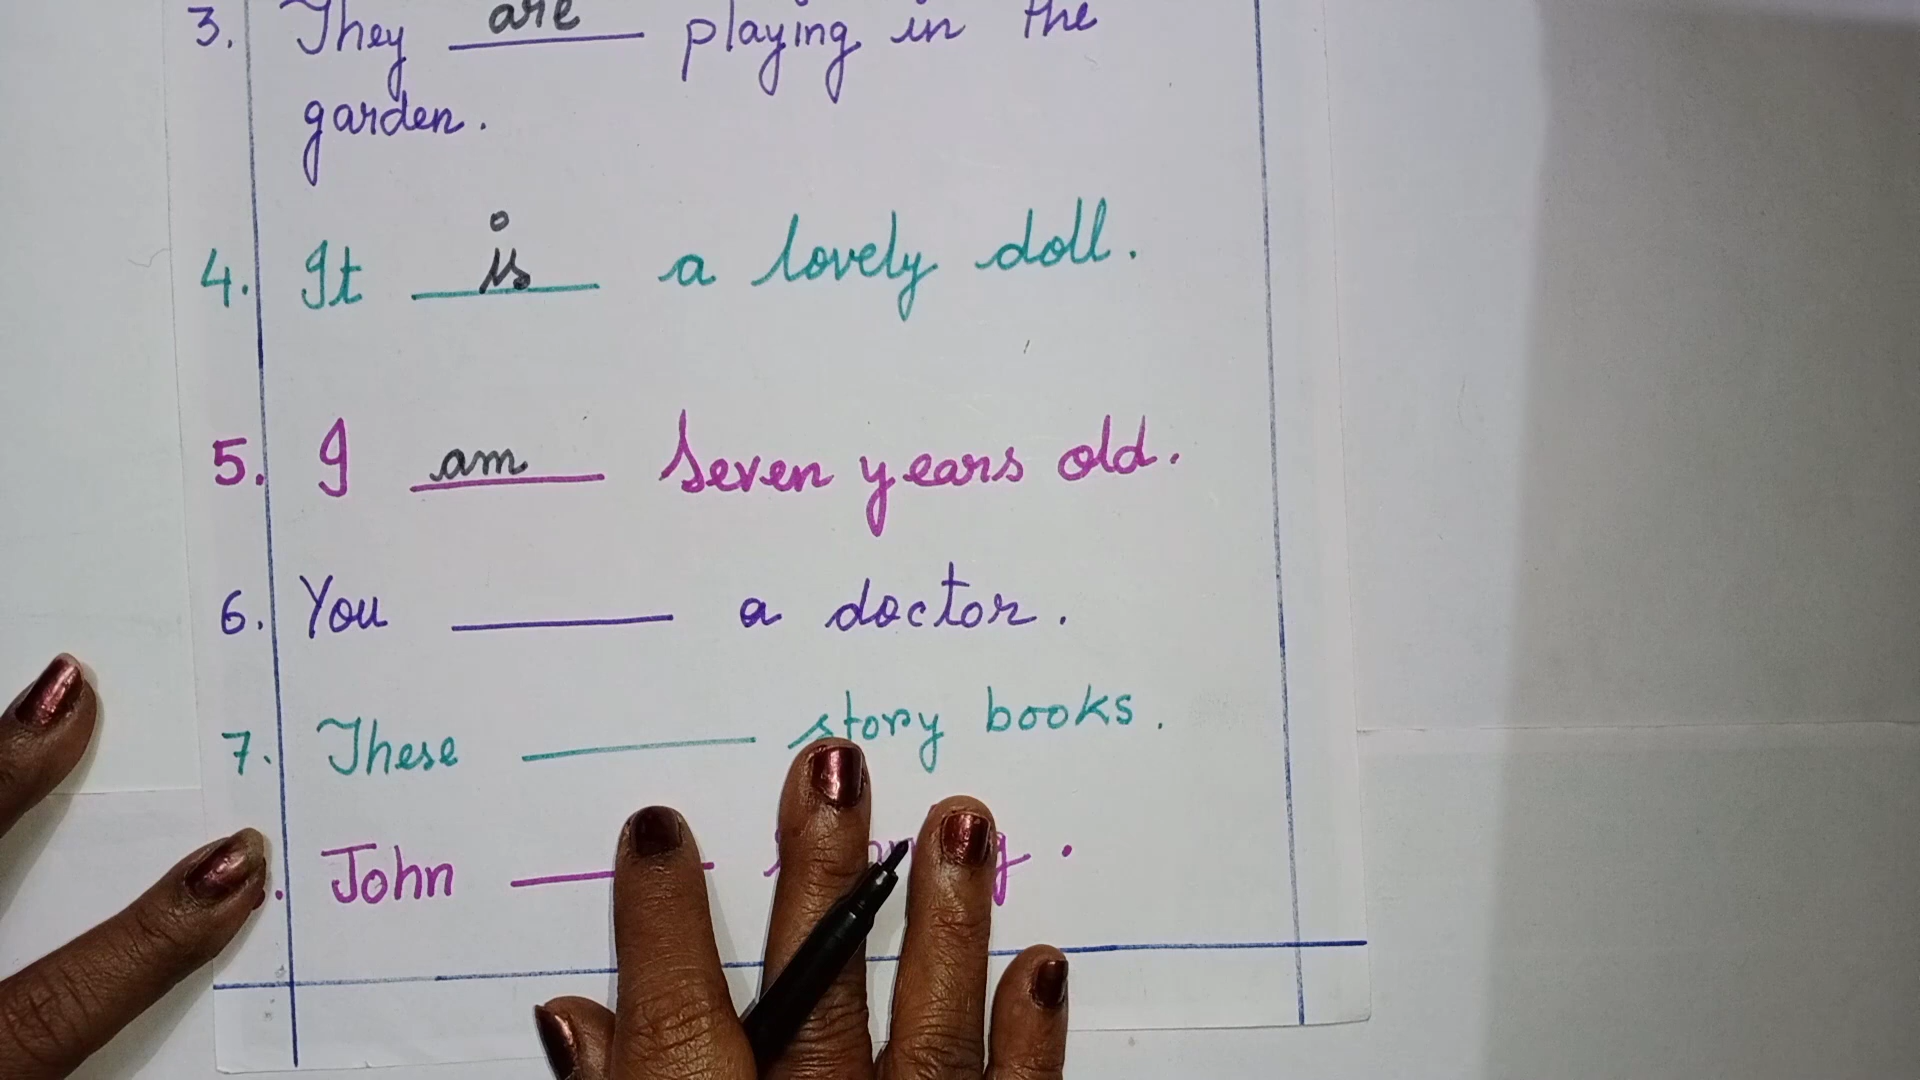 3. They are playing in the
garden.
4. It is a lovely doll.
5. I am Seven years old.
6. You ______ a doctor.
7. These ______ story books.
John ______ .